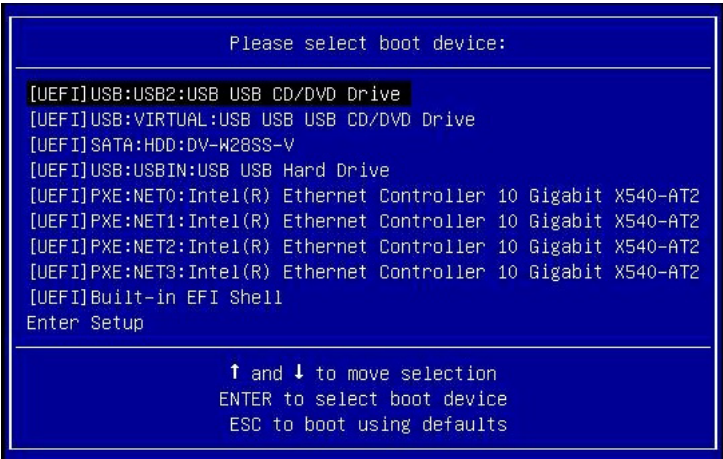 Please select boot device:
[UEFI]USB:USB2:USB USB CD/DVD Drive
[UEFI]USB:VIRTUAL:USB USB USB CD/DVD Drive
[UEFI]SATA:HDD:DV-W28SS-V
[UEFI]USB:USBIN:USB USB Hard Drive
[UEFI]PXE:NET0:Intel(R) Ethernet Controller 10 Gigabit X540-AT2
[UEFI]PXE:NET1:Intel(R) Ethernet Controller 10 Gigabit X540-AT2
[UEFI]PXE:NET2:Intel(R) Ethernet Controller 10 Gigabit X540-AT2
[UEFI]PXE:NET3:Intel(R) Ethernet Controller 10 Gigabit X540-AT2
[UEFI]Built-in EFI Shell
Enter Setup
↑ and ↓ to move selection
ENTER to select boot device
ESC to boot using defaults